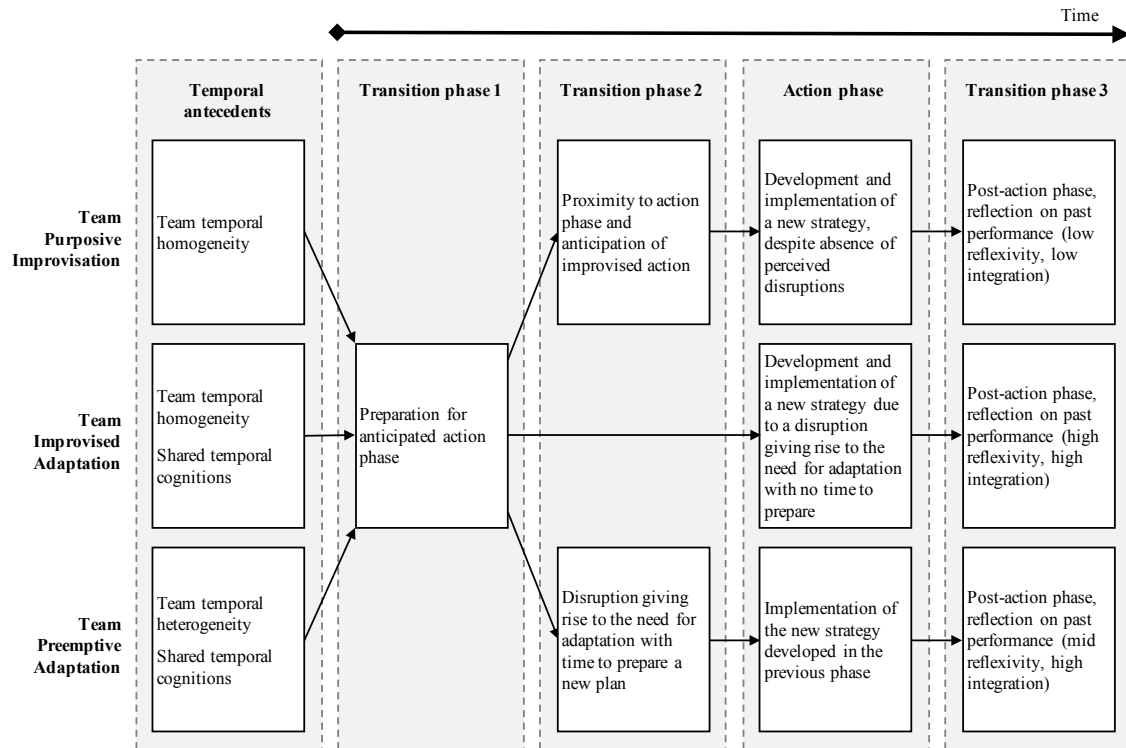 Time
Temporal
antecedents
Transition phase 1
Transition phase 2
Action phase
Transition phase 3
Team
Purposive
Improvisation
Team temporal
homogeneity
Proximity to action
phase and
anticipation of
improvised action
Development and
implementation of
a new strategy,
despite absence of
perceived
disruptions
Post-action phase,
reflection on past
performance (low
reflexivity, low
integration)
Team
Improvised
Adaptation
Team temporal
homogeneity
Shared temporal
cognitions
Preparation for
anticipated action
phase
Development and
implementation of
a new strategy due
to a disruption
giving rise to the
need for adaptation
with no time to
prepare
Post-action phase,
reflection on past
performance (high
reflexivity, high
integration)
Team
Preemptive
Adaptation
Team temporal
heterogeneity
Shared temporal
cognitions
Disruption giving
rise to the need for
adaptation with
time to prepare a
new plan
Implementation of
the new strategy
developed in the
previous phase
Post-action phase,
reflection on past
performance (mid
reflexivity, high
integration)